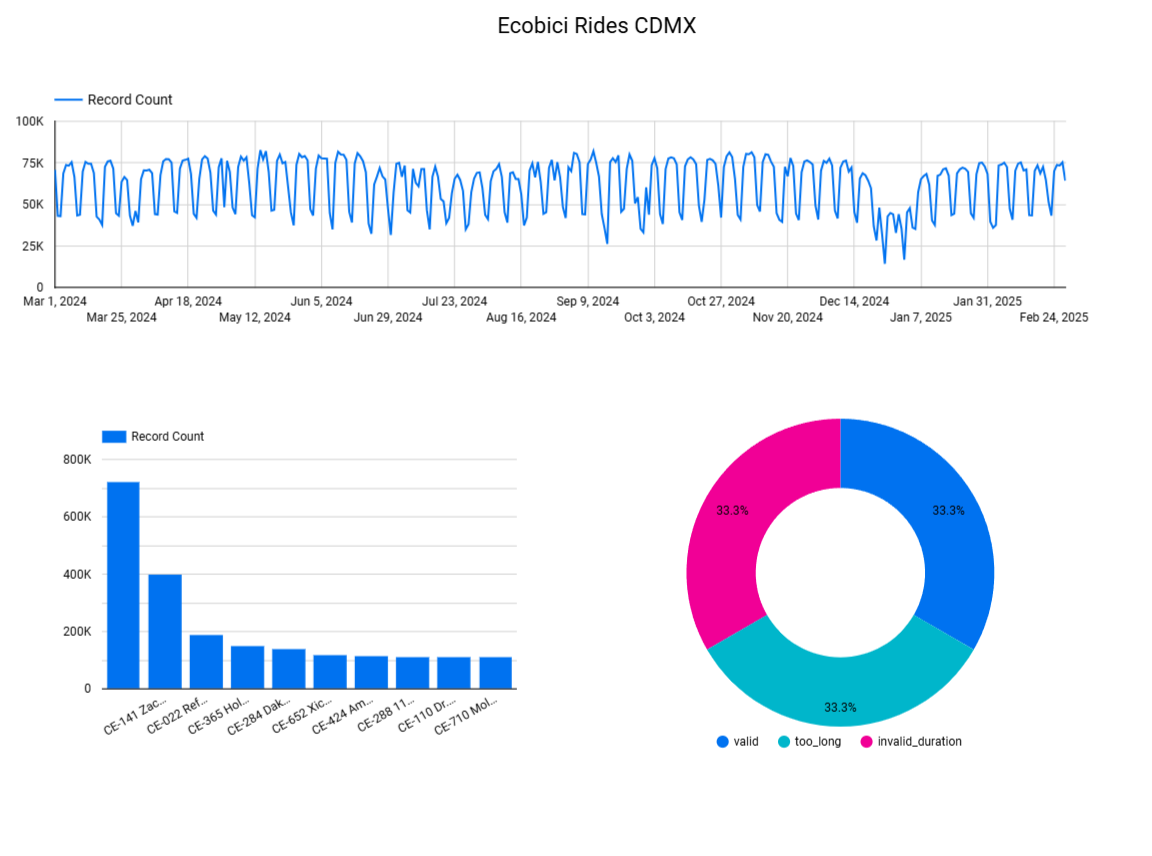 Ecobici Rides CDMX
Record Count
100K
75K
50K
25K
0
Mar 1, 2024 Apr 18, 2024 Jun 5, 2024 Jul 23, 2024 Sep 9, 2024 Oct 27, 2024 Dec 14, 2024 Jan 31, 2025
Mar 25, 2024 May 12, 2024 Jun 29, 2024 Aug 16, 2024 Oct 3, 2024 Nov 20, 2024 Jan 7, 2025 Feb 24, 2025
Record Count
800K
600K
400K
200K
0
CE-141 Zac...
CE-022 Ref...
CE-365 Hol...
CE-284 Dak...
CE-652 Xic...
CE-424 Am...
CE-288 11...
CE-110 Dr....
CE-710 Mol...
33.3% 33.3%
33.3%
valid too_long invalid_duration